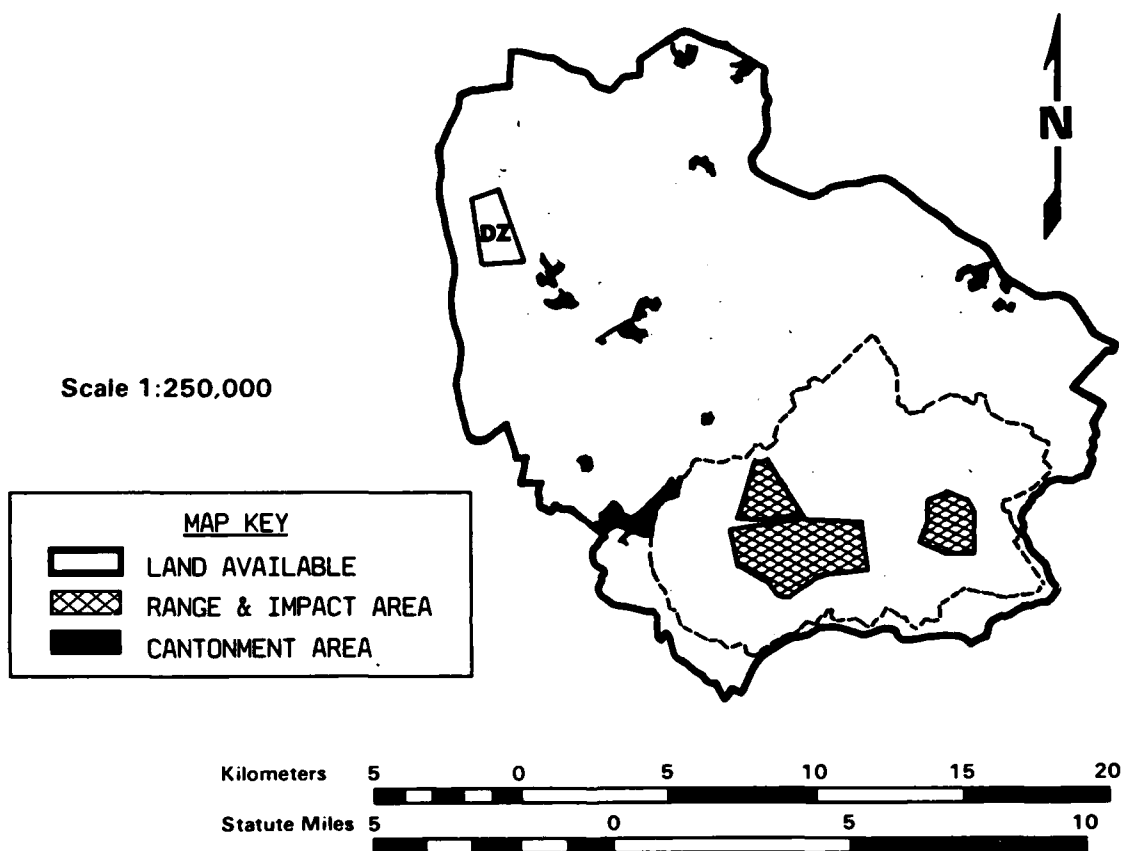 N
DZ
Scale 1:250,000
MAP KEY
LAND AVAILABLE
RANGE & IMPACT AREA
CANTONMENT AREA
Kilometers 5 0 5 10 15 20
Statute Miles 5 0 5 10